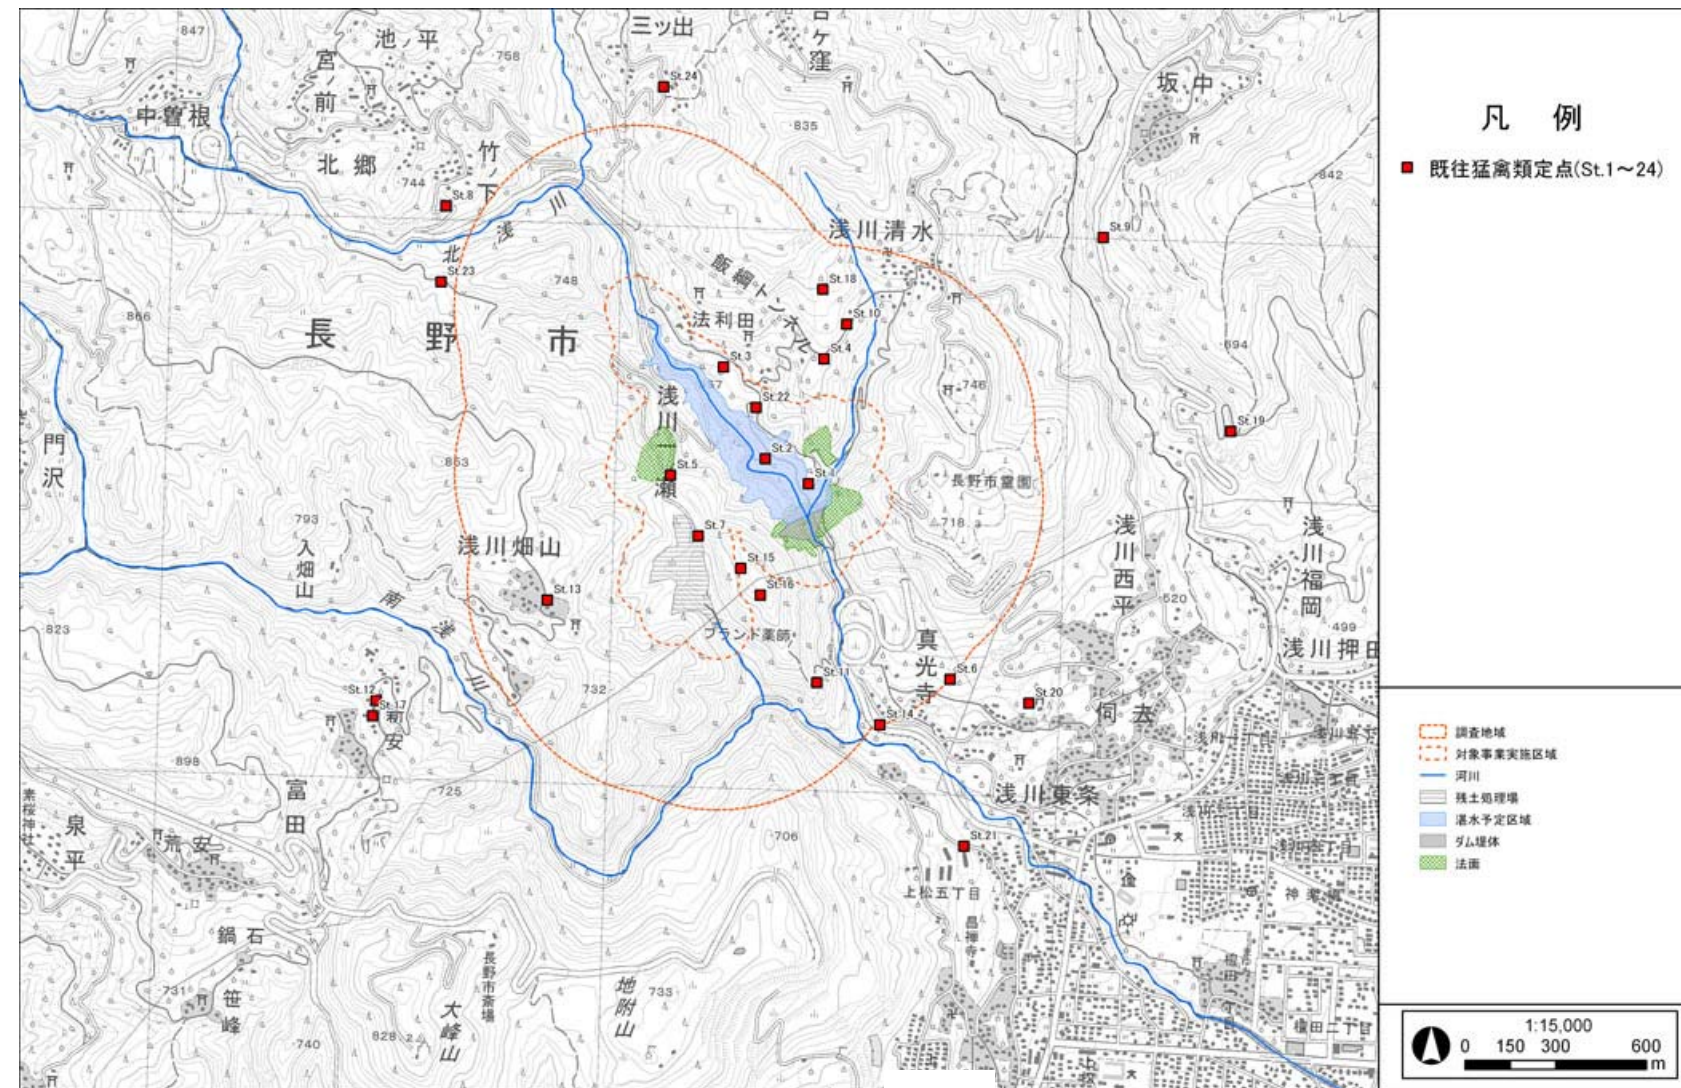 847
池ノ平
758
三ツ出
St.24
坂中
宮ノ前
中曽根
835
北郷
竹ノ下
744
St.8
842
川
浅
北
浅川清水
St.9
St.23
748
飯綱トンネル
St.18
866
法利田
St.10
長野市
St.4
694
St.3
746
浅川一ノ瀬
St.22
門沢
St.19
863
St.2
St.5
St.1
長野市霊園
793
718
浅川西平
浅川福岡
入畑山
浅川畑山
St.7
St.15
St.13
St.16
520
南
浅
川
823
499
ブランド薬師
真光寺
浅川押田
St.11
St.6
732
St.12
St.17
St.20
伺去
St.14
898
富田
725
浅川東条
泉平
荒安
706
St.21
上松五丁目
鍋石
昌禅寺
長野市斎場
731
笹峰
大峰山
地附山
733
828
740
檀田二丁目
凡 例
既往猛禽類定点(St.1～24)
調査地域
対象事業実施区域
河川
残土処理場
湛水予定区域
ダム堤体
法面
1:15,000
0 150 300 600
m